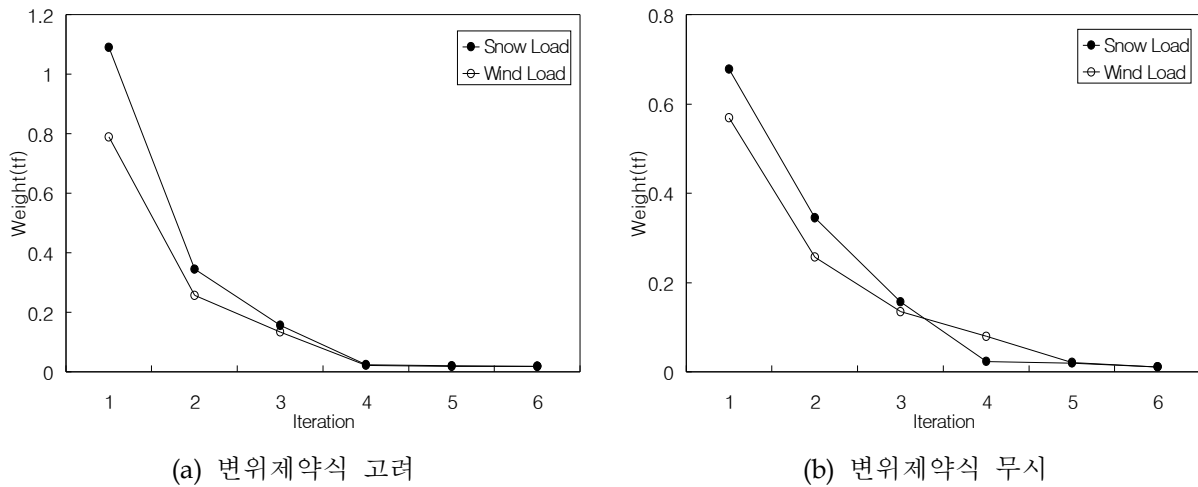 1.2
1
0.8
0.6
0.4
0.2
0
Weight(tf)
Snow Load
Wind Load
1 2 3 4 5 6
Iteration
(a) 변위제약식 고려
0.8
0.6
0.4
0.2
0
Weight(tf)
Snow Load
Wind Load
1 2 3 4 5 6
Iteration
(b) 변위제약식 무시